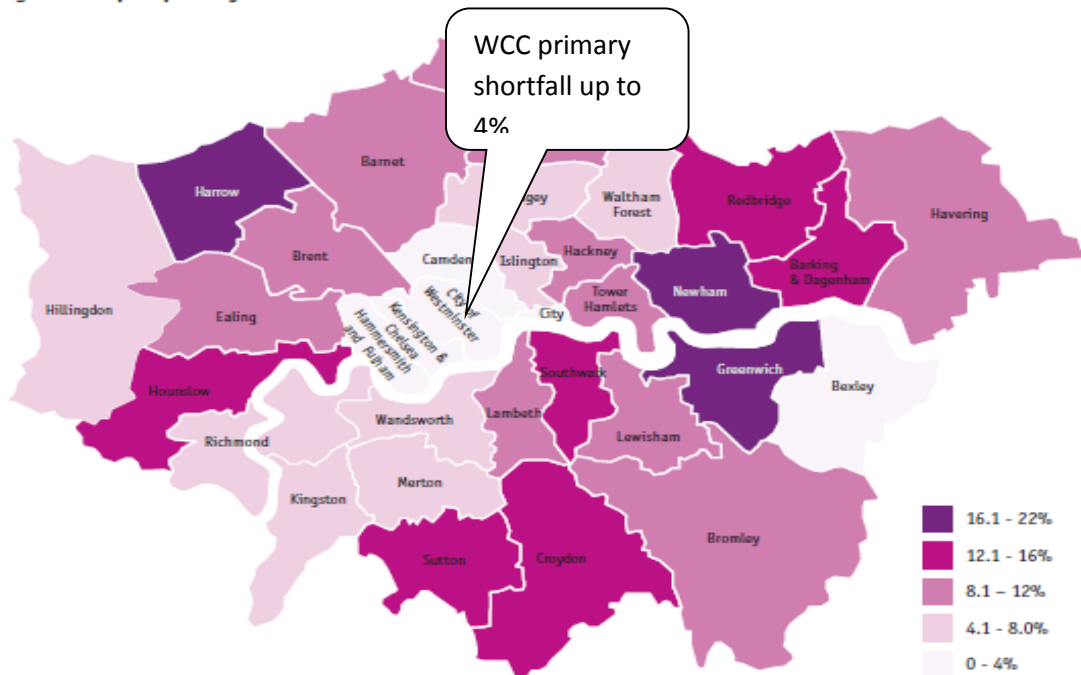 WCC primary
shortfall up to
4%
Barnet
Harrow
Waltham
Forest
Redbridge
Havering
Brent
Camden
Islington
Hackney
Barking
& Dagenham
Hillingdon
Ealing
City of
Westminster
Kensington &
Chelsea
Hammersmith
and Fulham
City
Tower
Hamlets
Newham
Hounslow
Southwark
Greenwich
Bexley
Richmond
Wandsworth
Lambeth
Lewisham
Kingston
Merton
Sutton
Croydon
Bromley
16.1 - 22%
12.1 - 16%
8.1 – 12%
4.1 - 8.0%
0 - 4%